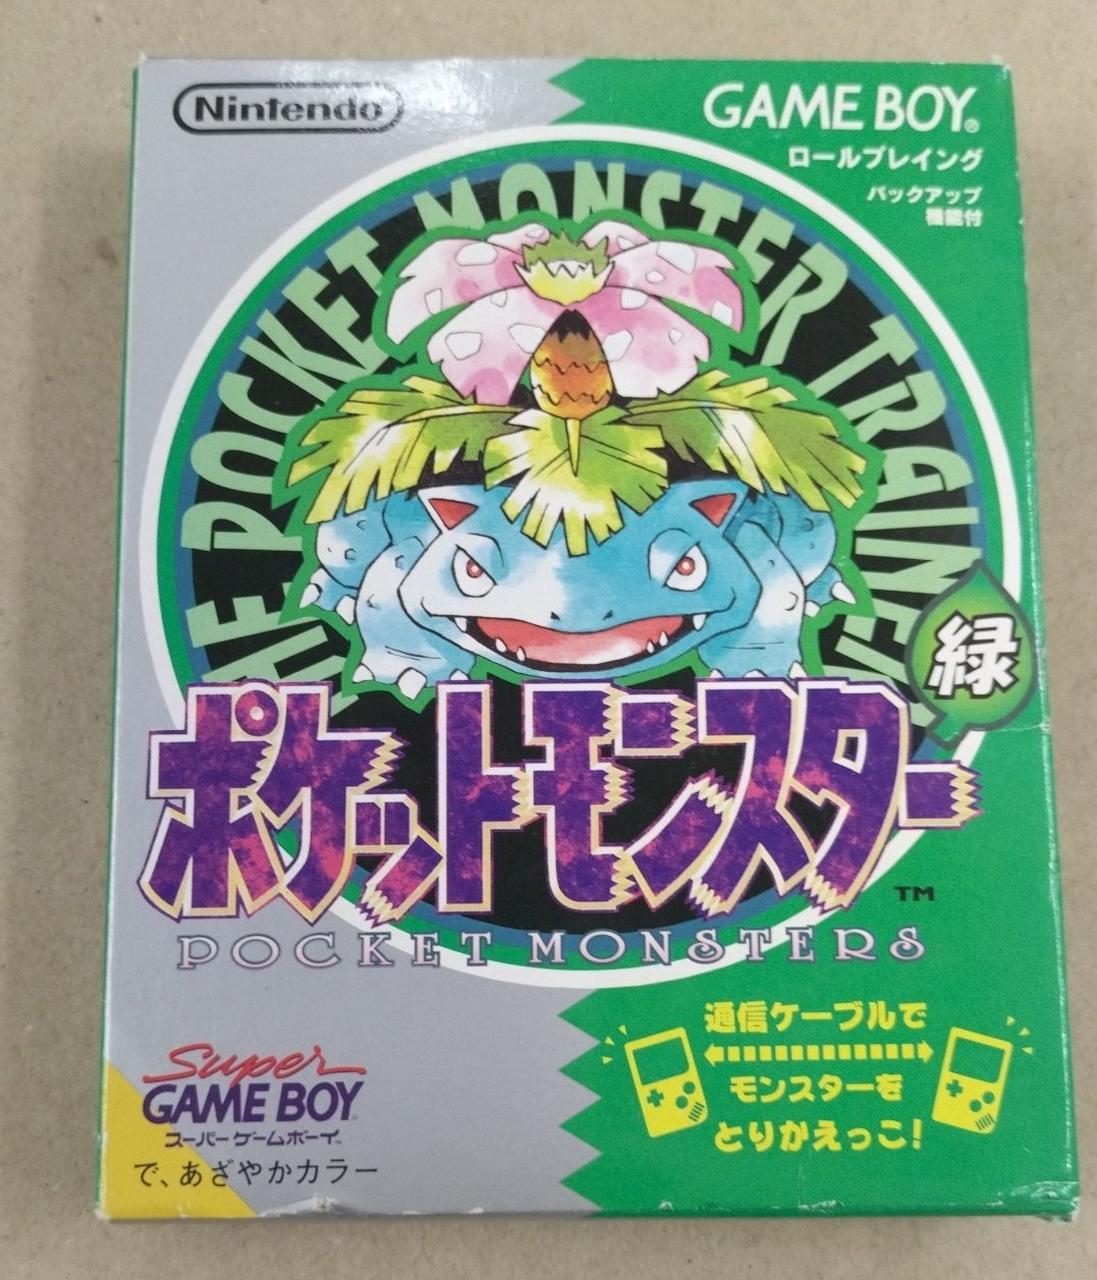 Nintendo
GAME BOY®
ロールプレイング
バックアップ
機能付
THE POCKET MONSTER TRAINER
緑
ポケットモンスター
TM
POCKET MONSTERS
通信ケーブルで
モンスターを
とりかえっこ!
Super
GAME BOY
スーパーゲームボーイ
で、あざやかカラー